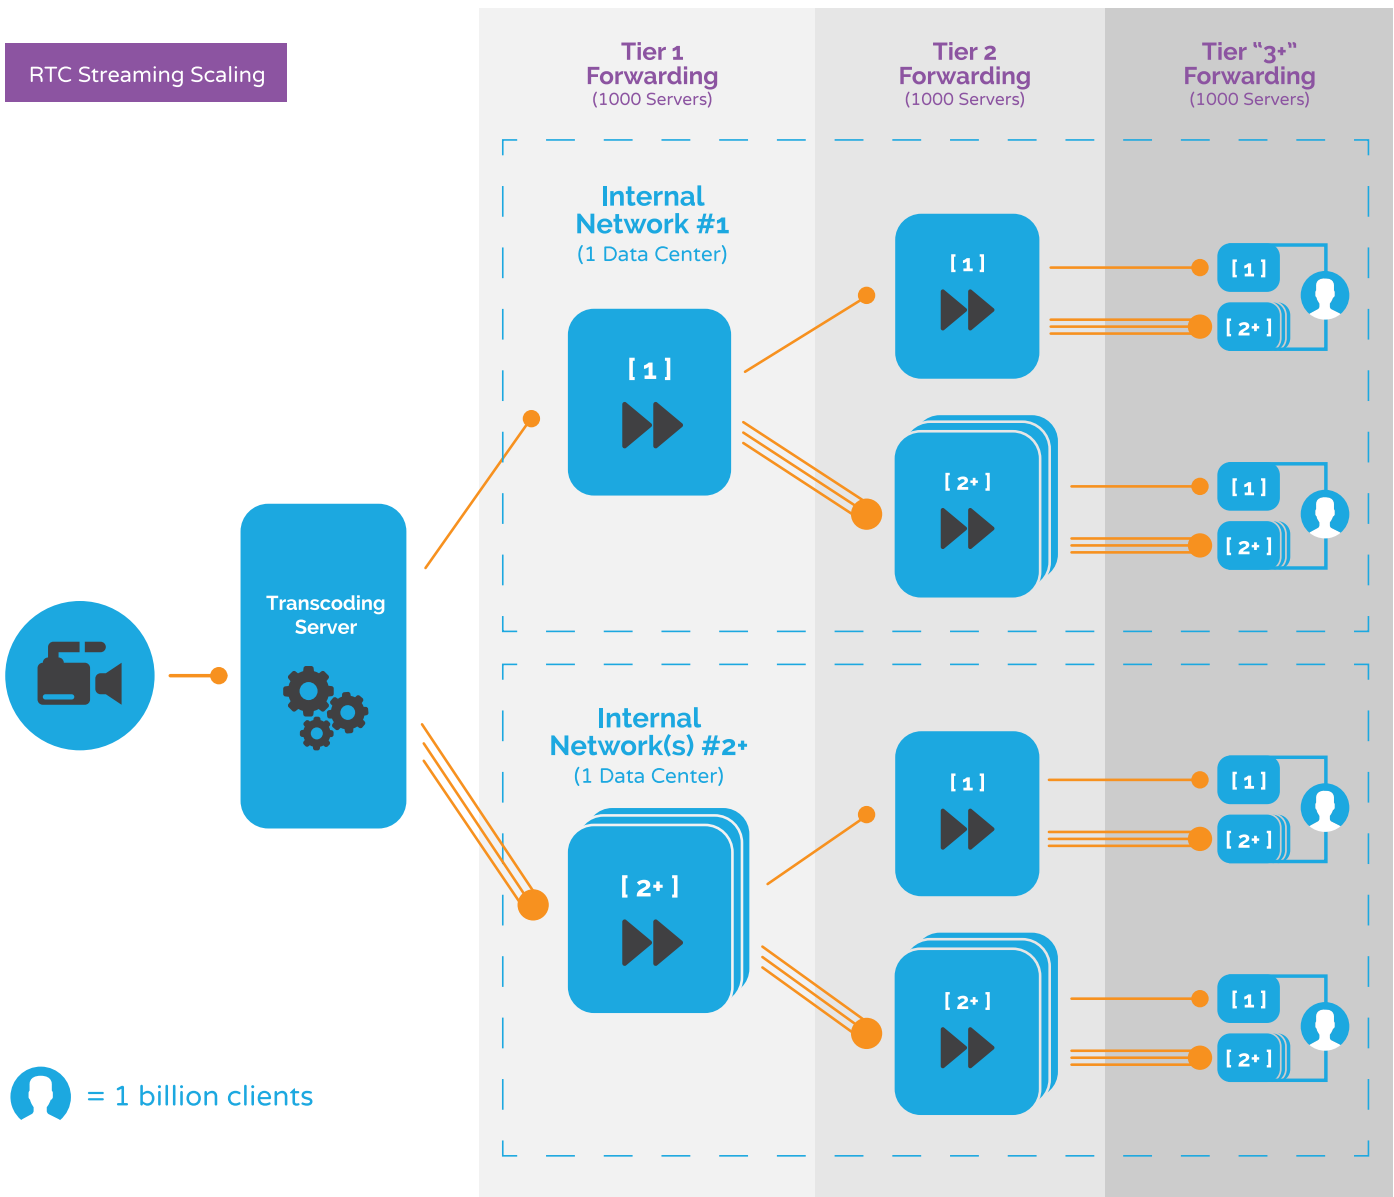 RTC Streaming Scaling
Tier 1
Forwarding
(1000 Servers)
Tier 2
Forwarding
(1000 Servers)
Tier “3+”
Forwarding
(1000 Servers)
Internal
Network #1
(1 Data Center)
[ 1 ]
[ 1 ]
[ 1 ]
[ 2+ ]
[ 2+ ]
[ 1 ]
[ 2+ ]
Transcoding
Server
Internal
Network(s) #2+
(1 Data Center)
[ 2+ ]
[ 1 ]
[ 1 ]
[ 2+ ]
[ 2+ ]
[ 1 ]
[ 2+ ]
= 1 billion clients